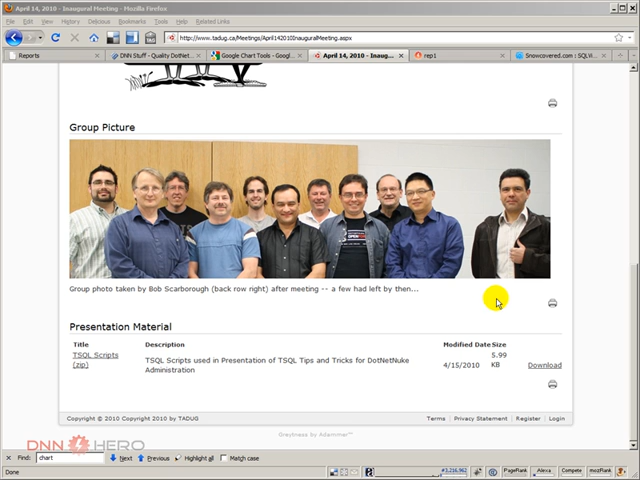 April 14, 2010 - Inaugural Meeting - Mozilla Firefox
File Edit View History Bookmarks Tools Help Related Links
http://www.tadug.ca/Meetings/April142010InauguralMeeting.aspx
Reports
DNN Stuff - Quality DotNet...
Google Chart Tools - Googl...
April 14, 2010 - Inaug...
rep1
Snowcovered.com : SQLVi...
Group Picture
Group photo taken by Bob Scarborough (back row right) after meeting -- a few had left by then...
Presentation Material
Title Description Modified Date Size
TSQL Scripts (zip)
TSQL Scripts used in Presentation of TSQL Tips and Tricks for DotNetNuke
Administration
4/15/2010
5.99
KB
Download
Copyright © 2010 Copyright 2010 by TADUG
Terms | Privacy Statement | Register | Login
Greyness by Adammer™
DNN HERO
Find: chart Next Previous Highlight all Match case
Done
#3,216,962
PageRank Alexa Compete mozRank